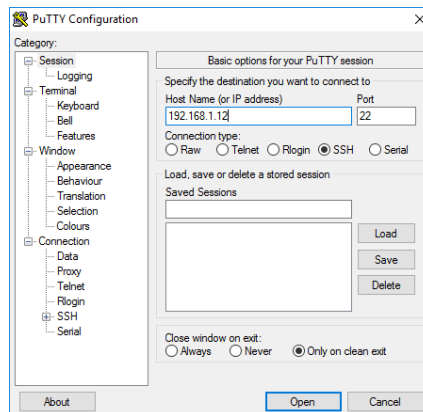 PuTTY Configuration
Category:
Session
Logging
Terminal
Keyboard
Bell
Features
Window
Appearance
Behaviour
Translation
Selection
Colours
Connection
Data
Proxy
Telnet
Rlogin
SSH
Serial
Basic options for your PuTTY session
Specify the destination you want to connect to
Host Name (or IP address) Port
192.168.1.12 22
Connection type:
Raw Telnet Rlogin SSH Serial
Load, save or delete a stored session
Saved Sessions
Load
Save
Delete
Close window on exit:
Always Never Only on clean exit
About Open Cancel